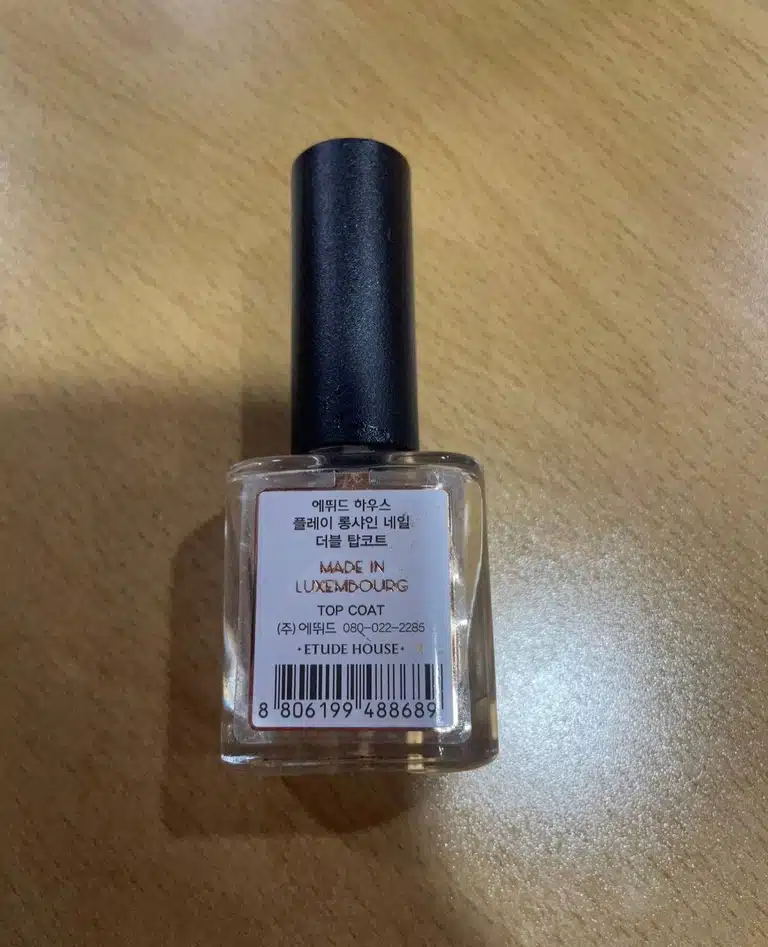 에뛰드 하우스
플레이 롱샤인 네일
더블 탑코트
MADE IN
LUXEMBOURG
TOP COAT
(주) 에뛰드 080-022-2285
•ETUDE HOUSE•
8 806199 488689